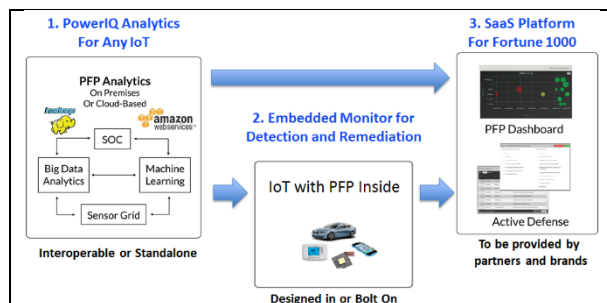 1. PowerIQ Analytics
For Any IoT
PFP Analytics
On Premises
Or Cloud-Based
hadoop
amazon
webservices™
SOC
Big Data
Analytics
Machine
Learning
Sensor Grid
Interoperable or Standalone
2. Embedded Monitor for
Detection and Remediation
IoT with PFP Inside
Designed in or Bolt On
3. SaaS Platform
For Fortune 1000
PFP Dashboard
Active Defense
To be provided by
partners and brands